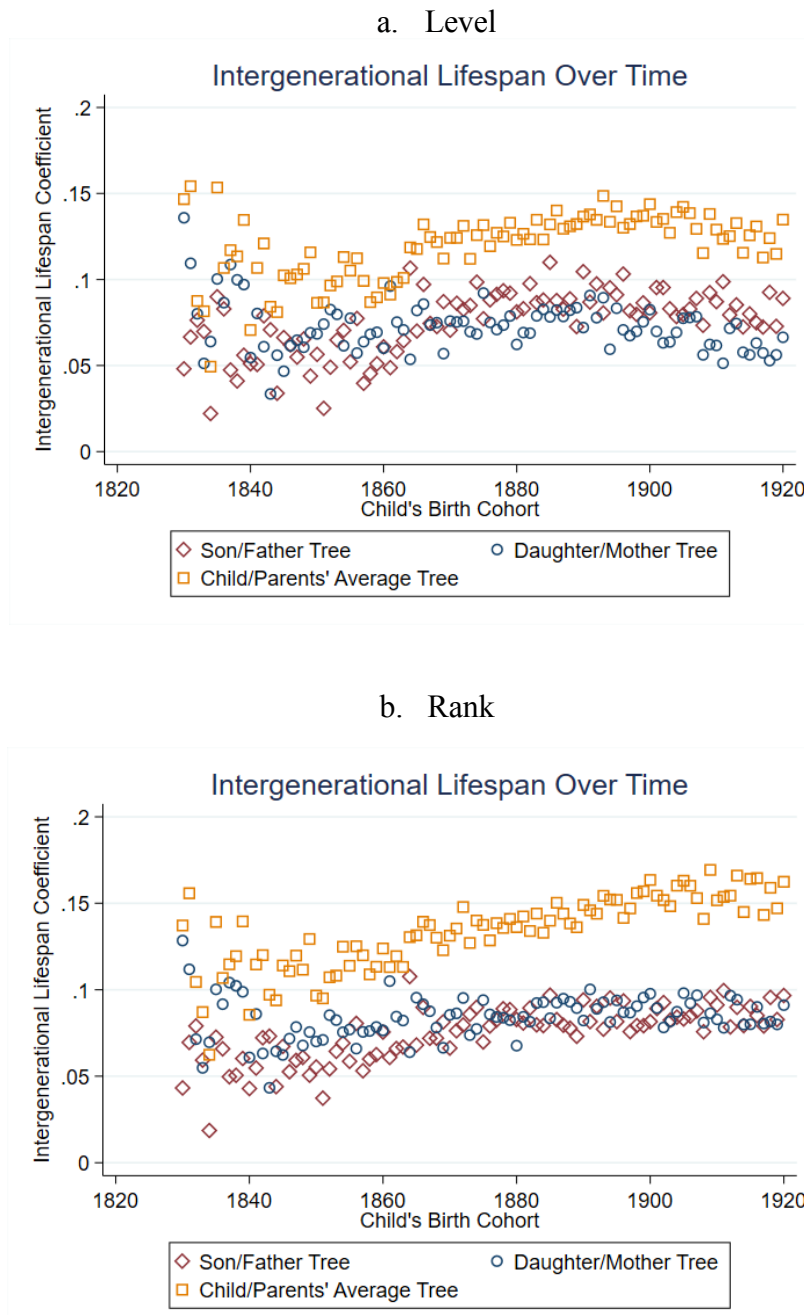 a. Level
Intergenerational Lifespan Over Time
Intergenerational Lifespan Coefficient
.2
.15
.1
.05
0
1820 1840 1860 1880 1900 1920
Child's Birth Cohort
Son/Father Tree Daughter/Mother Tree
Child/Parents' Average Tree
b. Rank
Intergenerational Lifespan Over Time
Intergenerational Lifespan Coefficient
.2
.15
.1
.05
0
1820 1840 1860 1880 1900 1920
Child's Birth Cohort
Son/Father Tree Daughter/Mother Tree
Child/Parents' Average Tree